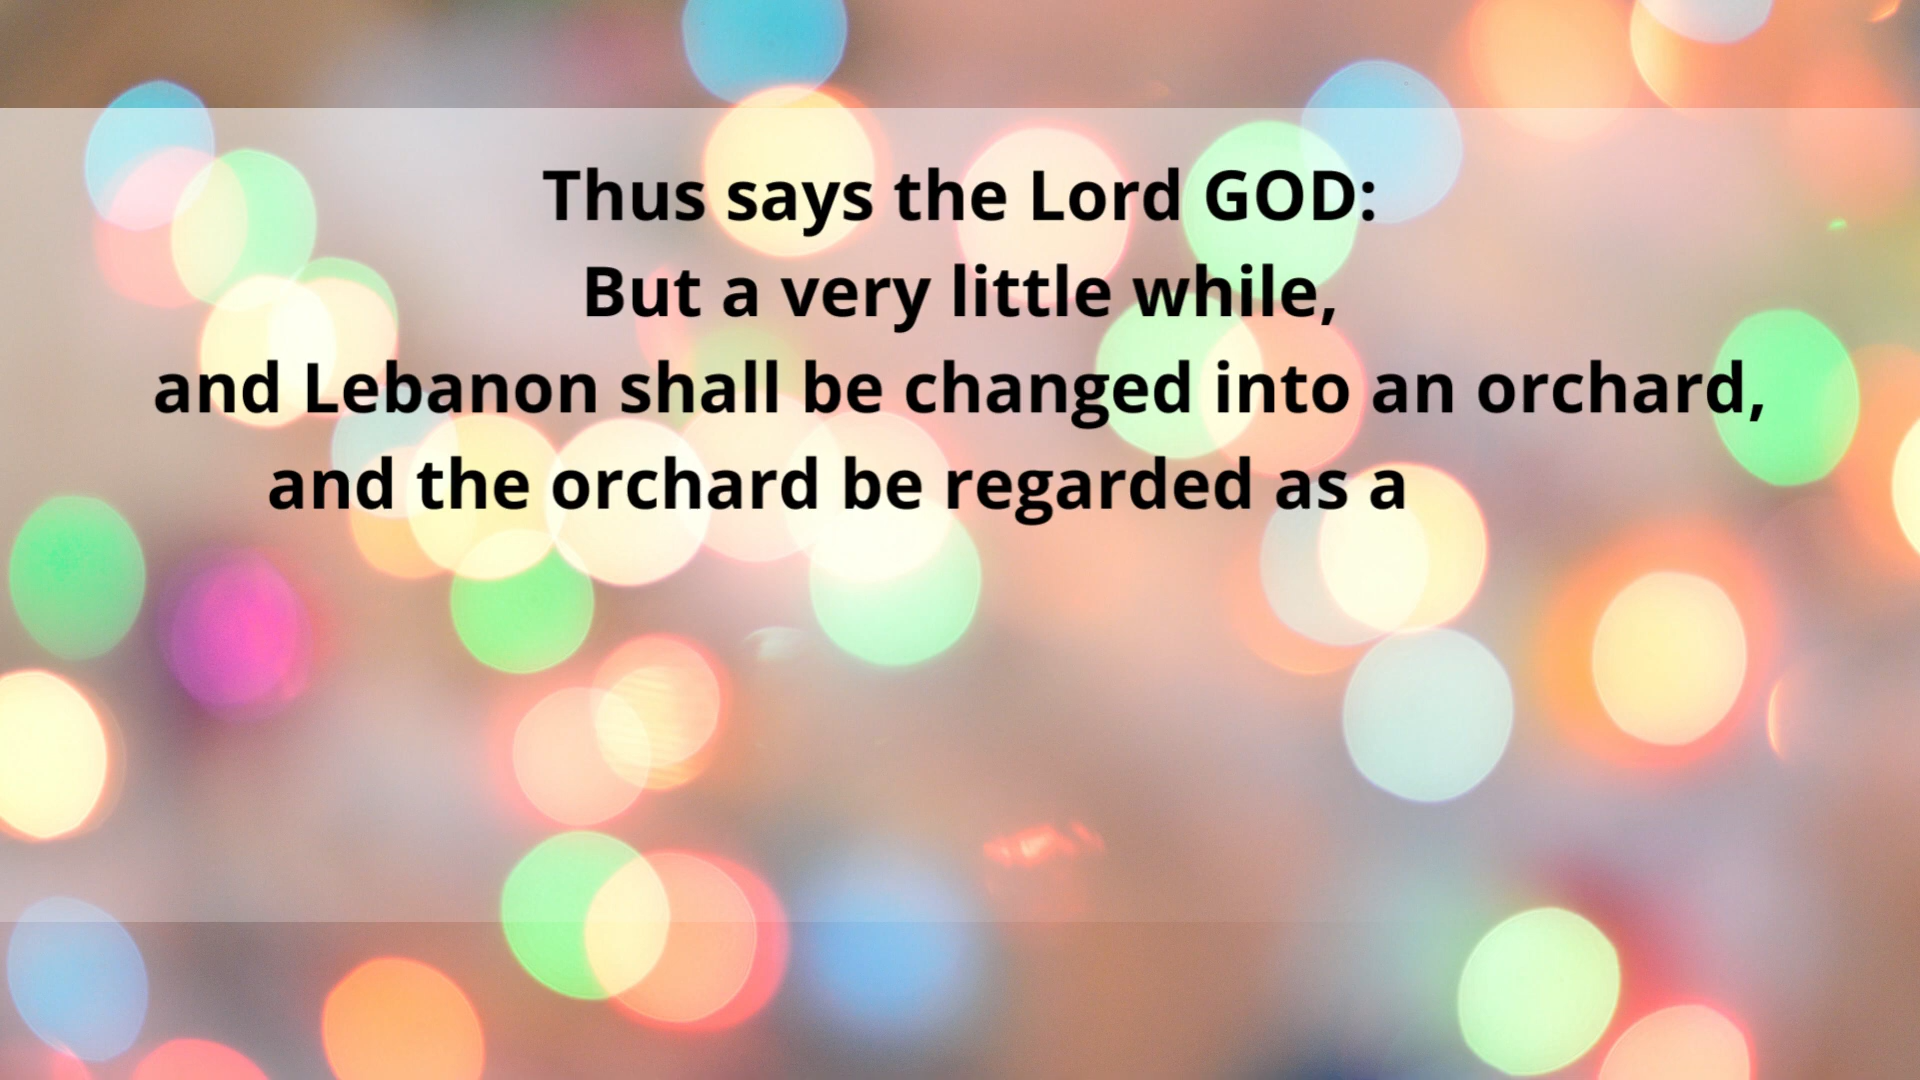 Thus says the Lord GOD:
But a very little while,
and Lebanon shall be changed into an orchard,
and the orchard be regarded as a